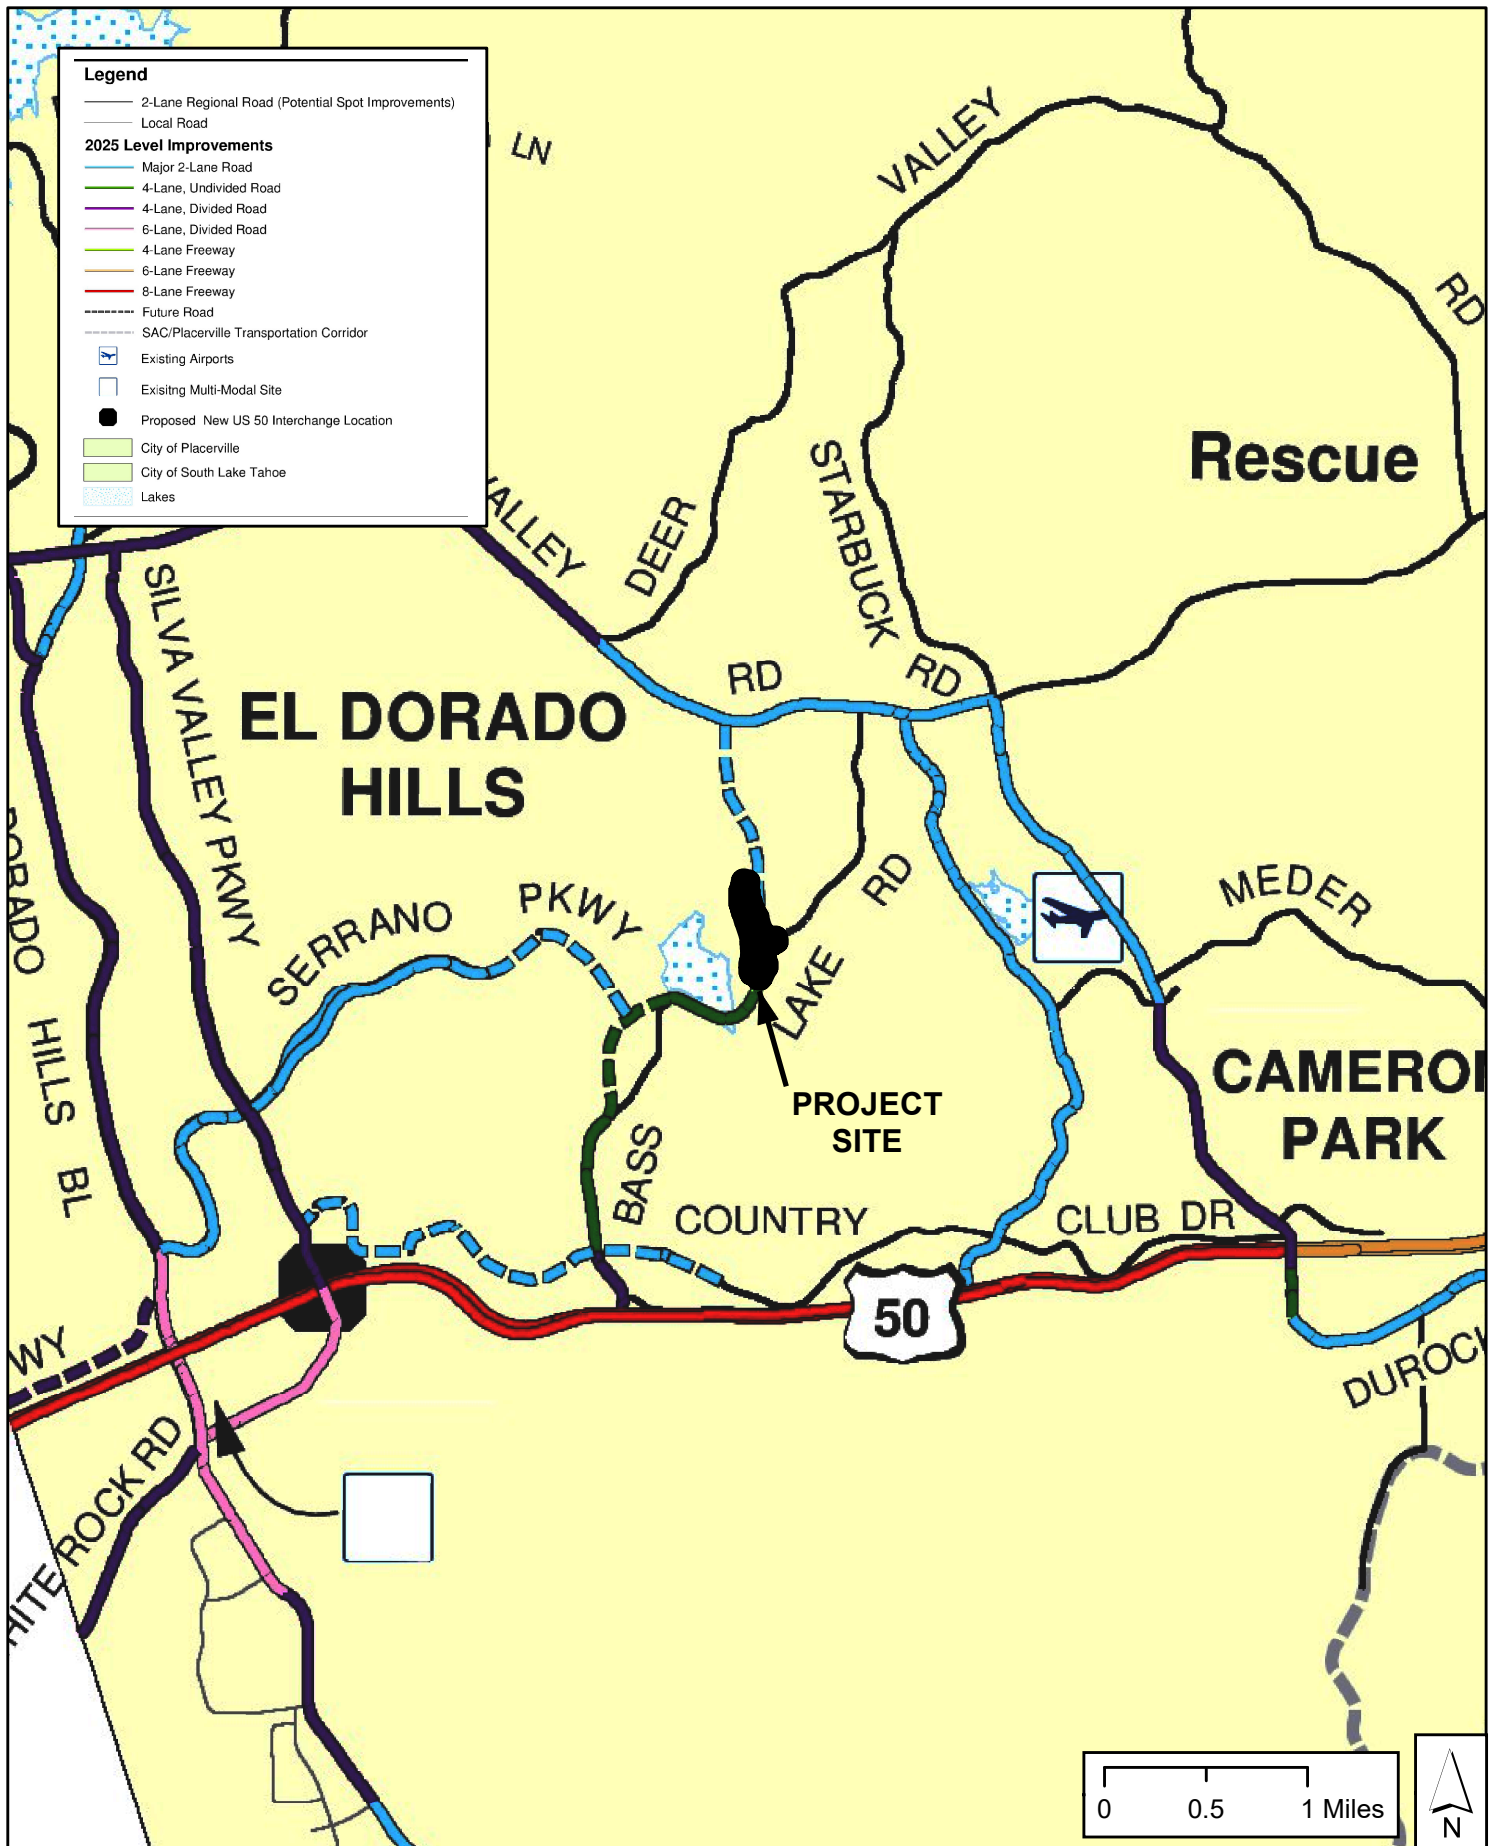 Legend
2-Lane Regional Road (Potential Spot Improvements)
Local Road
2025 Level Improvements
Major 2-Lane Road
4-Lane, Undivided Road
4-Lane, Divided Road
6-Lane, Divided Road
4-Lane Freeway
6-Lane Freeway
8-Lane Freeway
Future Road
SAC/Placerville Transportation Corridor
Existing Airports
Exisitng Multi-Modal Site
Proposed New US 50 Interchange Location
City of Placerville
City of South Lake Tahoe
Lakes
LN
VALLEY
RD
Rescue
VALLEY
DEER
STARBUCK
RD
RD
SILVA VALLEY PKWY
EL DORADO
HILLS
DORADO
HILLS
BL
SERRANO
PKWY
RD
LAKE
MEDER
PROJECT
SITE
CAMERON
PARK
BASS
COUNTRY
CLUB DR
50
WY
DUROCK
HITE ROCK RD
0
0.5
1 Miles
N